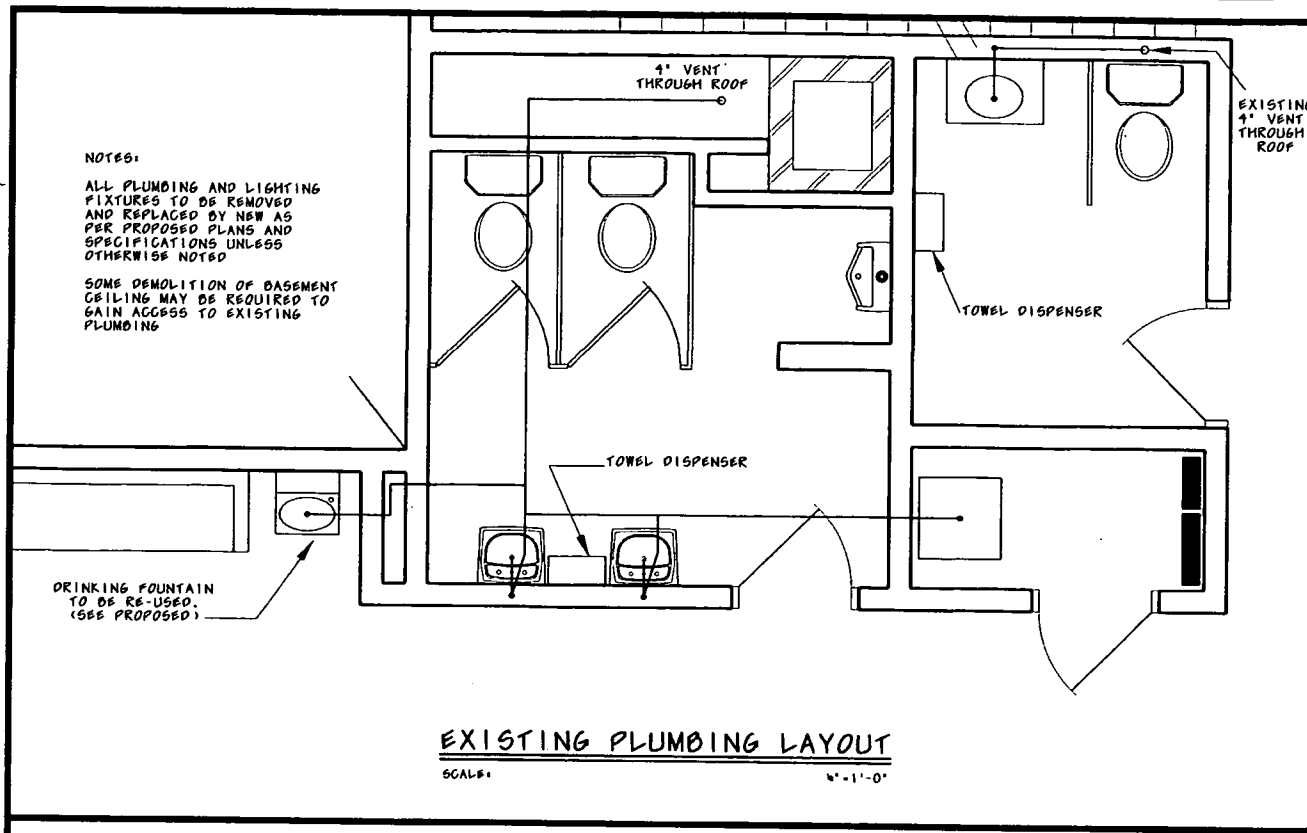 4" VENT
THROUGH ROOF
EXISTING
4" VENT
THROUGH
ROOF
NOTES:
ALL PLUMBING AND LIGHTING
FIXTURES TO BE REMOVED
AND REPLACED BY NEW AS
PER PROPOSED PLANS AND
SPECIFICATIONS UNLESS
OTHERWISE NOTED
SOME DEMOLITION OF BASEMENT
CEILING MAY BE REQUIRED TO
GAIN ACCESS TO EXISTING
PLUMBING
TOWEL DISPENSER
TOWEL DISPENSER
DRINKING FOUNTAIN
TO BE RE-USED.
(SEE PROPOSED)
EXISTING PLUMBING LAYOUT
SCALE: